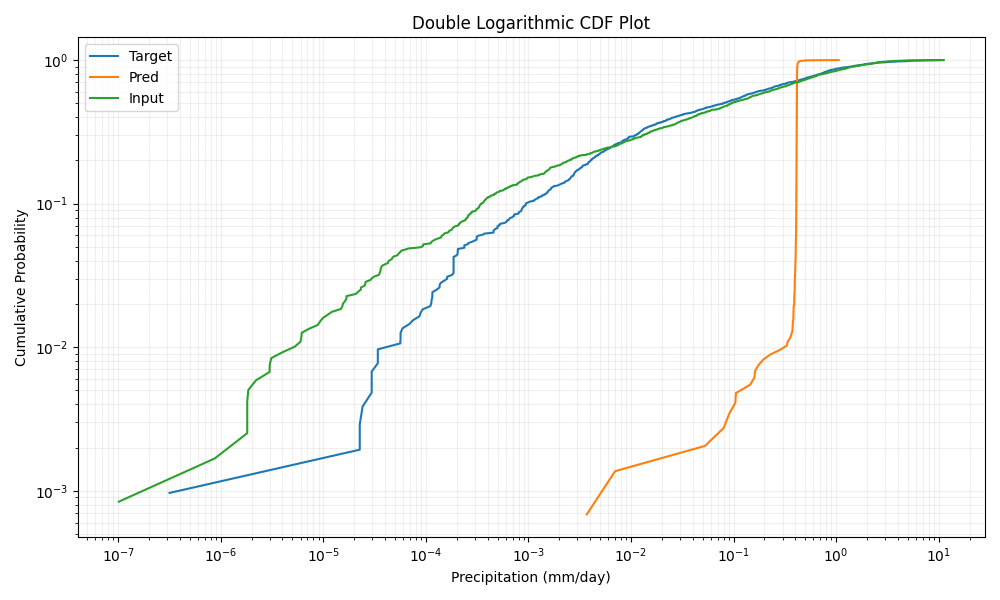 Double Logarithmic CDF Plot
Target
Pred
Input
Cumulative Probability
10⁰
10⁻¹
10⁻²
10⁻³
10⁻⁷ 10⁻⁶ 10⁻⁵ 10⁻⁴ 10⁻³ 10⁻² 10⁻¹ 10⁰ 10¹
Precipitation (mm/day)